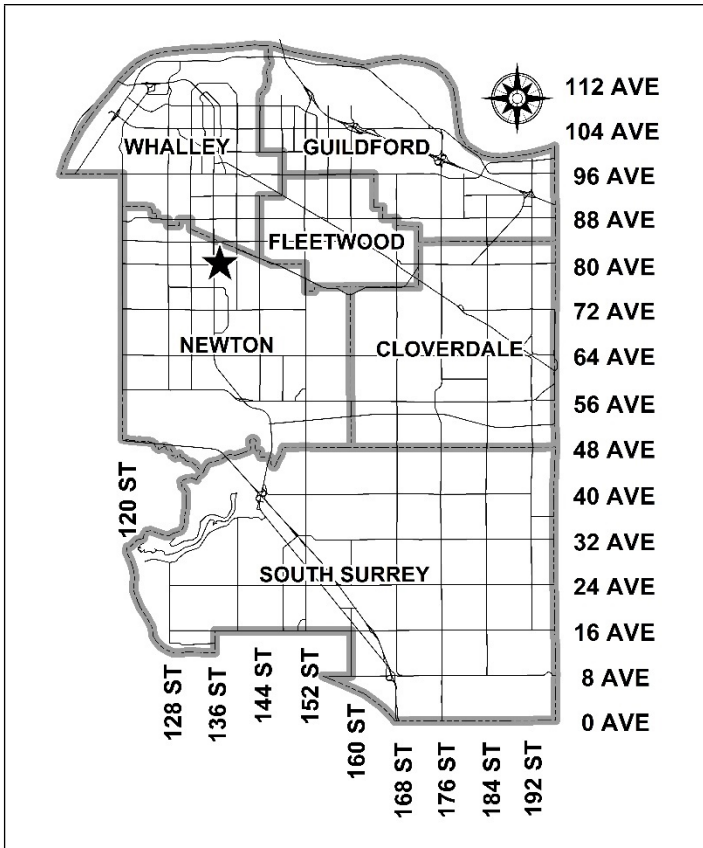 112 AVE
104 AVE
WHALLEY
GUILDFORD
96 AVE
88 AVE
FLEETWOOD
80 AVE
72 AVE
NEWTON
CLOVERDALE
64 AVE
56 AVE
48 AVE
120 ST
40 AVE
32 AVE
SOUTH SURREY
24 AVE
16 AVE
8 AVE
0 AVE
128 ST
136 ST
144 ST
152 ST
160 ST
168 ST
176 ST
184 ST
192 ST